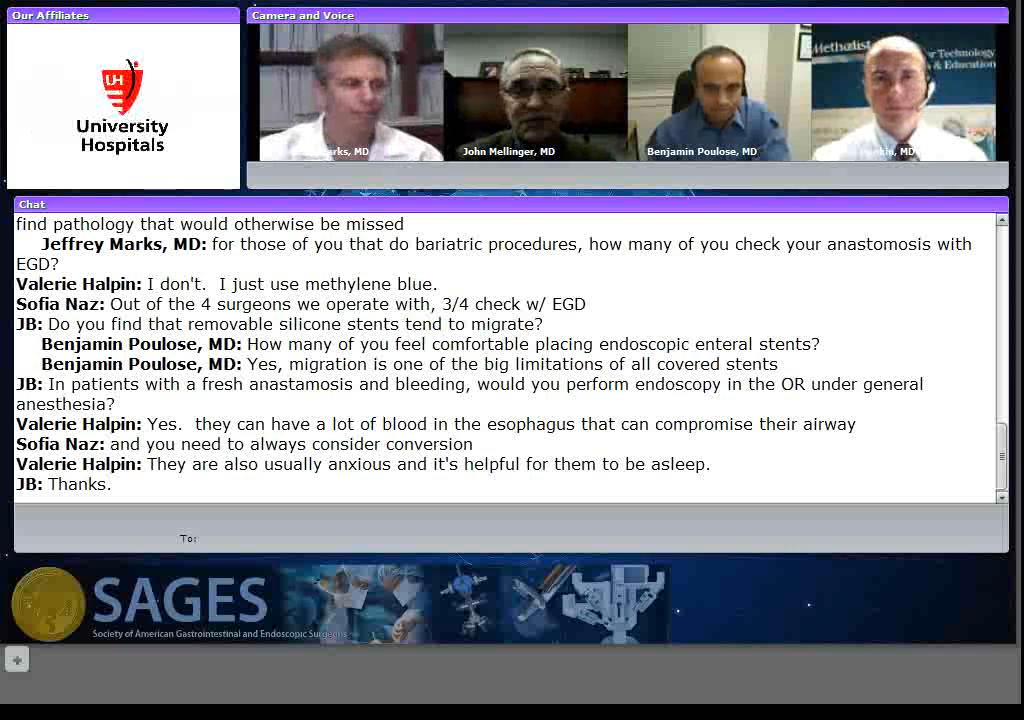 Our Affiliates
UH
University
Hospitals
Camera and Voice
Methodist
for Technology
& Education
rks, MD
John Mellinger, MD
Benjamin Poulose, MD
MD
Chat
find pathology that would otherwise be missed
Jeffrey Marks, MD: for those of you that do bariatric procedures, how many of you check your anastomosis with
EGD?
Valerie Halpin: I don't.  I just use methylene blue.
Sofia Naz: Out of the 4 surgeons we operate with, 3/4 check w/ EGD
JB: Do you find that removable silicone stents tend to migrate?
Benjamin Poulose, MD: How many of you feel comfortable placing endoscopic enteral stents?
Benjamin Poulose, MD: Yes, migration is one of the big limitations of all covered stents
JB: In patients with a fresh anastamosis and bleeding, would you perform endoscopy in the OR under general
anesthesia?
Valerie Halpin: Yes.  they can have a lot of blood in the esophagus that can compromise their airway
Sofia Naz: and you need to always consider conversion
Valerie Halpin: They are also usually anxious and it's helpful for them to be asleep.
JB: Thanks.
To:
SAGES
Society of American Gastrointestinal and Endoscopic Surgeons